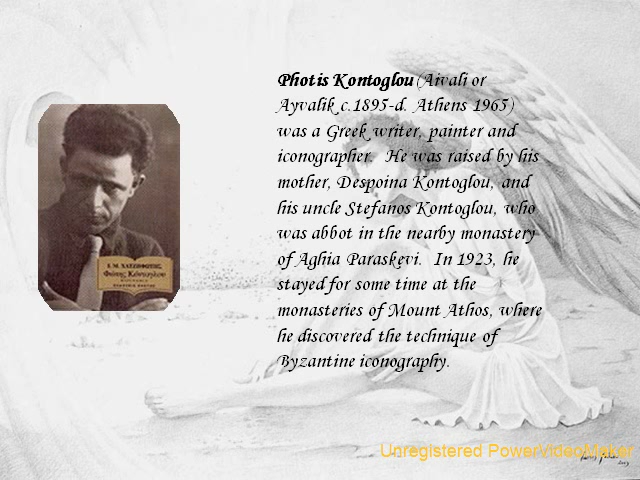 Photis Kontoglou (Aivali or
Ayvalik c.1895-d. Athens 1965)
was a Greek writer, painter and
iconographer. He was raised by his
mother, Despoina Kontoglou, and
his uncle Stefanos Kontoglou, who
was abbot in the nearby monastery
of Aghia Paraskevi. In 1923, he
stayed for some time at the
monasteries of Mount Athos, where
he discovered the technique of
Byzantine iconography.
Ι. Μ. ΧΑΤΖΗΦΩΤΗΣ
Φώτης Κόντογλου
Unregistered PowerVideoMaker